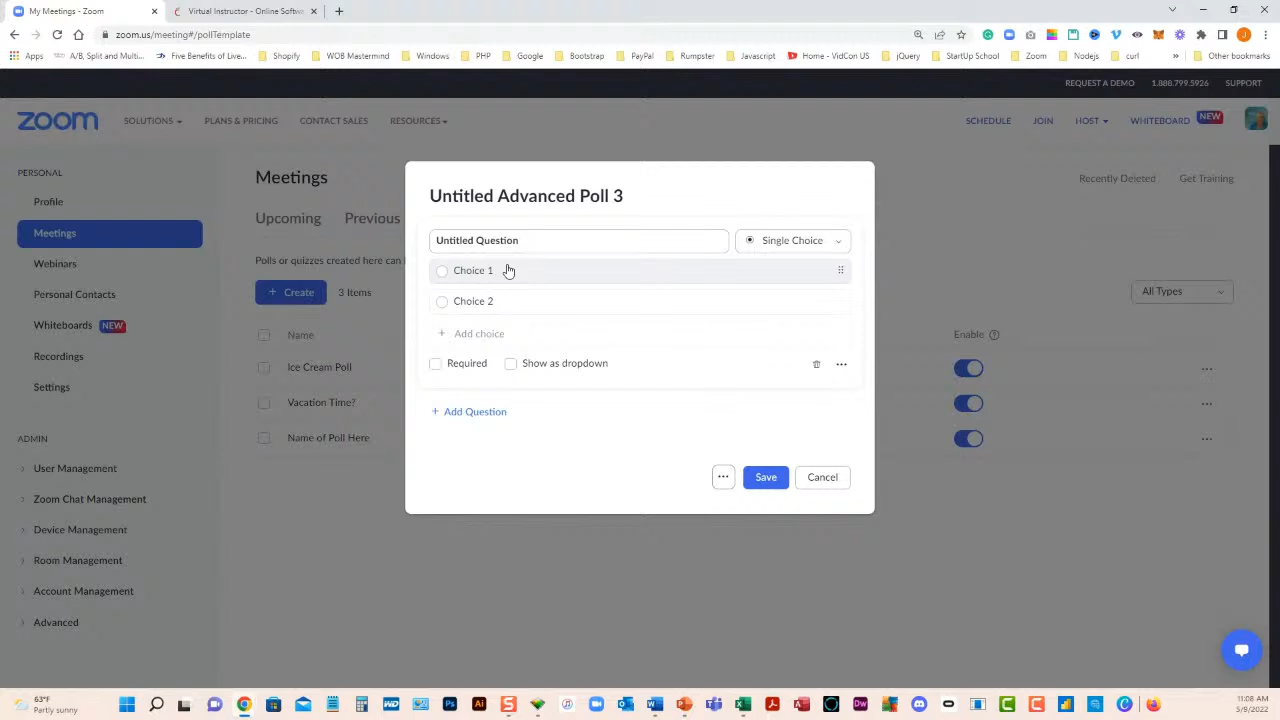 My Meetings - Zoom
Virtual Instructor - Online Softwa
zoom.us/meeting#/pollTemplate
Apps
A/B, Split and Multi...
Five Benefits of Live...
Shopify
WOB Mastermind
Windows
PHP
Google
Bootstrap
PayPal
Rumpster
Javascript
Home - VidCon US
jQuery
StartUp School
Zoom
Nodejs
curl
»
Other bookmarks
REQUEST A DEMO
1.888.799.5926
SUPPORT
zoom
SOLUTIONS
PLANS & PRICING
CONTACT SALES
RESOURCES
SCHEDULE
JOIN
HOST
WHITEBOARD
NEW
PERSONAL
Profile
Meetings
Webinars
Personal Contacts
Whiteboards NEW
Recordings
Settings
ADMIN
User Management
Zoom Chat Management
Device Management
Room Management
Account Management
Advanced
Meetings
Recently Deleted
Get Training
Upcoming
Previous
Polls or quizzes created here can
+ Create
3 Items
All Types
Name
Enable
Ice Cream Poll
Vacation Time?
Name of Poll Here
Untitled Advanced Poll 3
Untitled Question
Single Choice
Choice 1
Choice 2
+ Add choice
Required
Show as dropdown
+ Add Question
Save
Cancel
63°F
Partly sunny
11:08 AM
5/9/2022